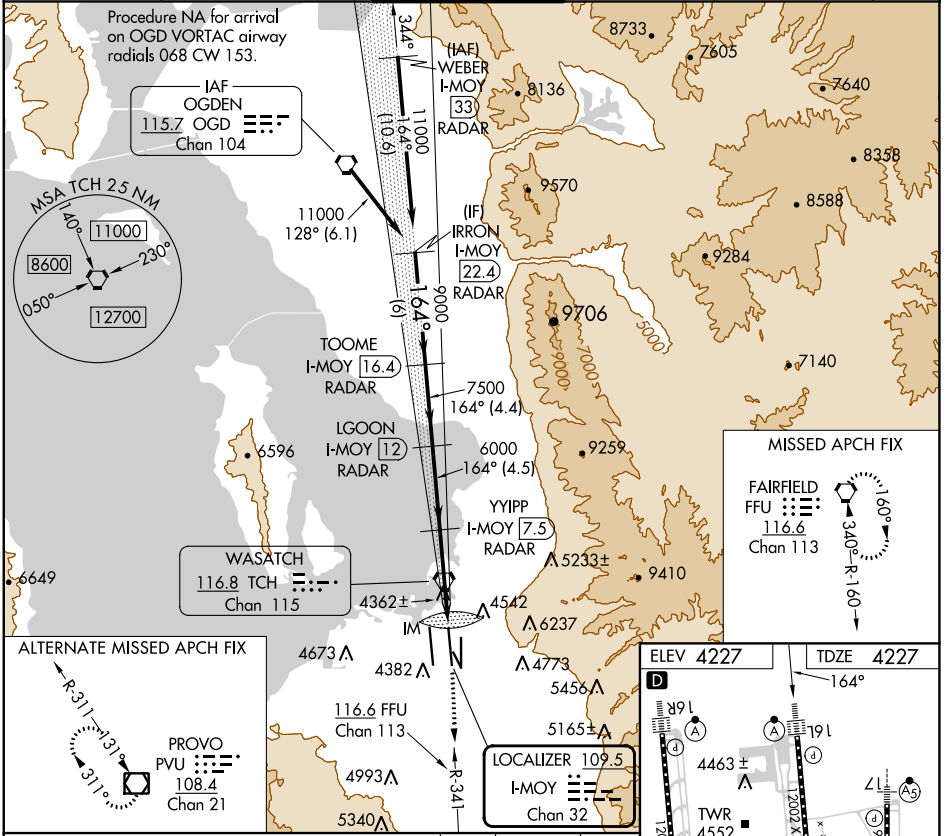 Procedure NA for arrival
on OGD VORTAC airway
radials 068 CW 153.
IAF
OGDEN
115.7 OGD
Chan 104
344°
(IAF)
WEBER
I-MOY
33
RADAR
11000
164°
(10.6)
8733
7605
7640
8136
8358
9570
8588
9284
MSA TCH 25 NM
140°
11000
230°
8600
050°
12700
11000
128° (6.1)
(IF)
IRRON
I-MOY
22.4
RADAR
9000
164°
(6)
9706
5000
9000
7000
7140
TOOME
I-MOY 16.4
RADAR
7500
164° (4.4)
LGOON
I-MOY 12
RADAR
6000
164° (4.5)
6596
9259
YYIPP
I-MOY 7.5
RADAR
MISSED APCH FIX
FAIRFIELD
FFU
116.6
Chan 113
160°
340°
R-160
6649
WASATCH
116.8 TCH
Chan 115
5233±
9410
4362±
4542
IM
6237
4673
4382
4773
5456
5165±
ALTERNATE MISSED APCH FIX
R-311
131°
311°
PROVO
PVU
108.4
Chan 21
116.6 FFU
Chan 113
R-341
4993
5340
LOCALIZER 109.5
I-MOY
Chan 32
ELEV 4227
TDZE 4227
D
164°
16R
A
A
16L
P
P
4463 ±
17
A5
P
12002 X
TWR
4552